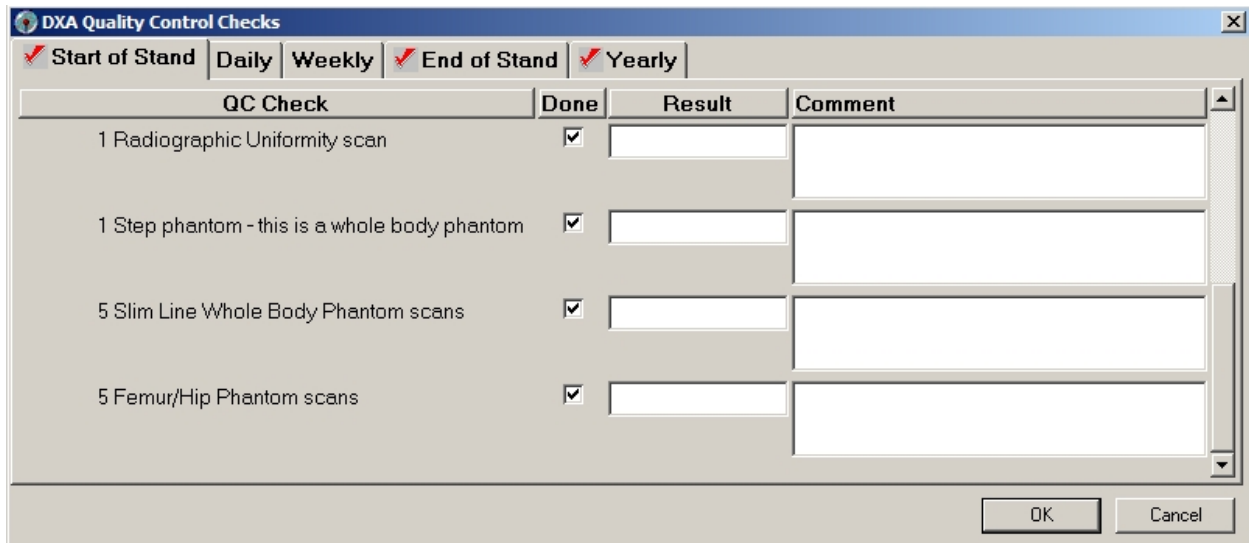 DXA Quality Control Checks
Start of Stand Daily Weekly End of Stand Yearly
QC Check Done Result Comment
1 Radiographic Uniformity scan
1 Step phantom - this is a whole body phantom
5 Slim Line Whole Body Phantom scans
5 Femur/Hip Phantom scans
OK Cancel